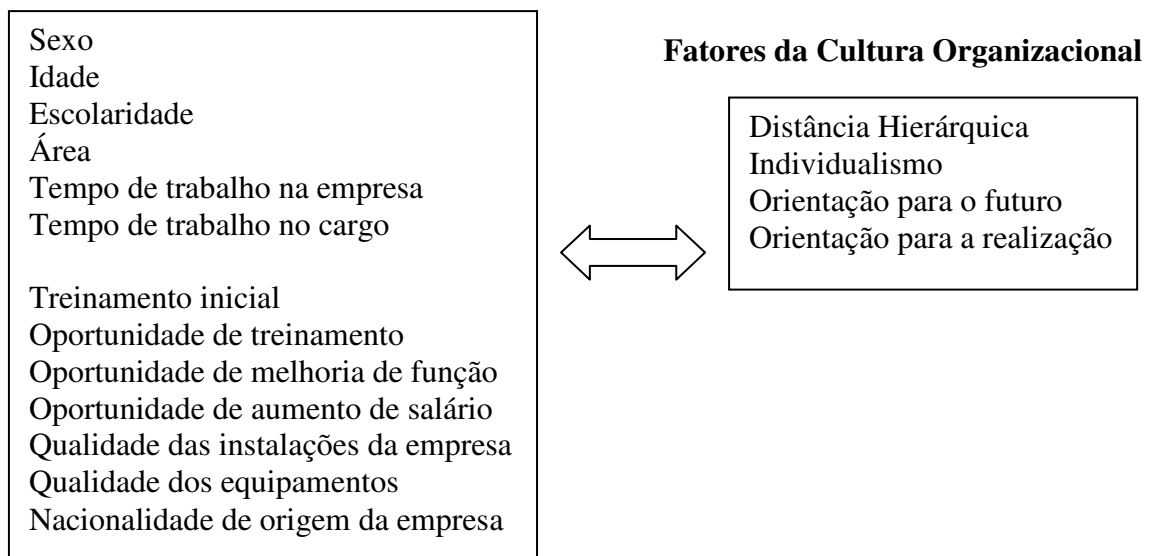 Sexo
Idade
Escolaridade
Área
Tempo de trabalho na empresa
Tempo de trabalho no cargo
Treinamento inicial
Oportunidade de treinamento
Oportunidade de melhoria de função
Oportunidade de aumento de salário
Qualidade das instalações da empresa
Qualidade dos equipamentos
Nacionalidade de origem da empresa
Fatores da Cultura Organizacional
Distância Hierárquica
Individualismo
Orientação para o futuro
Orientação para a realização